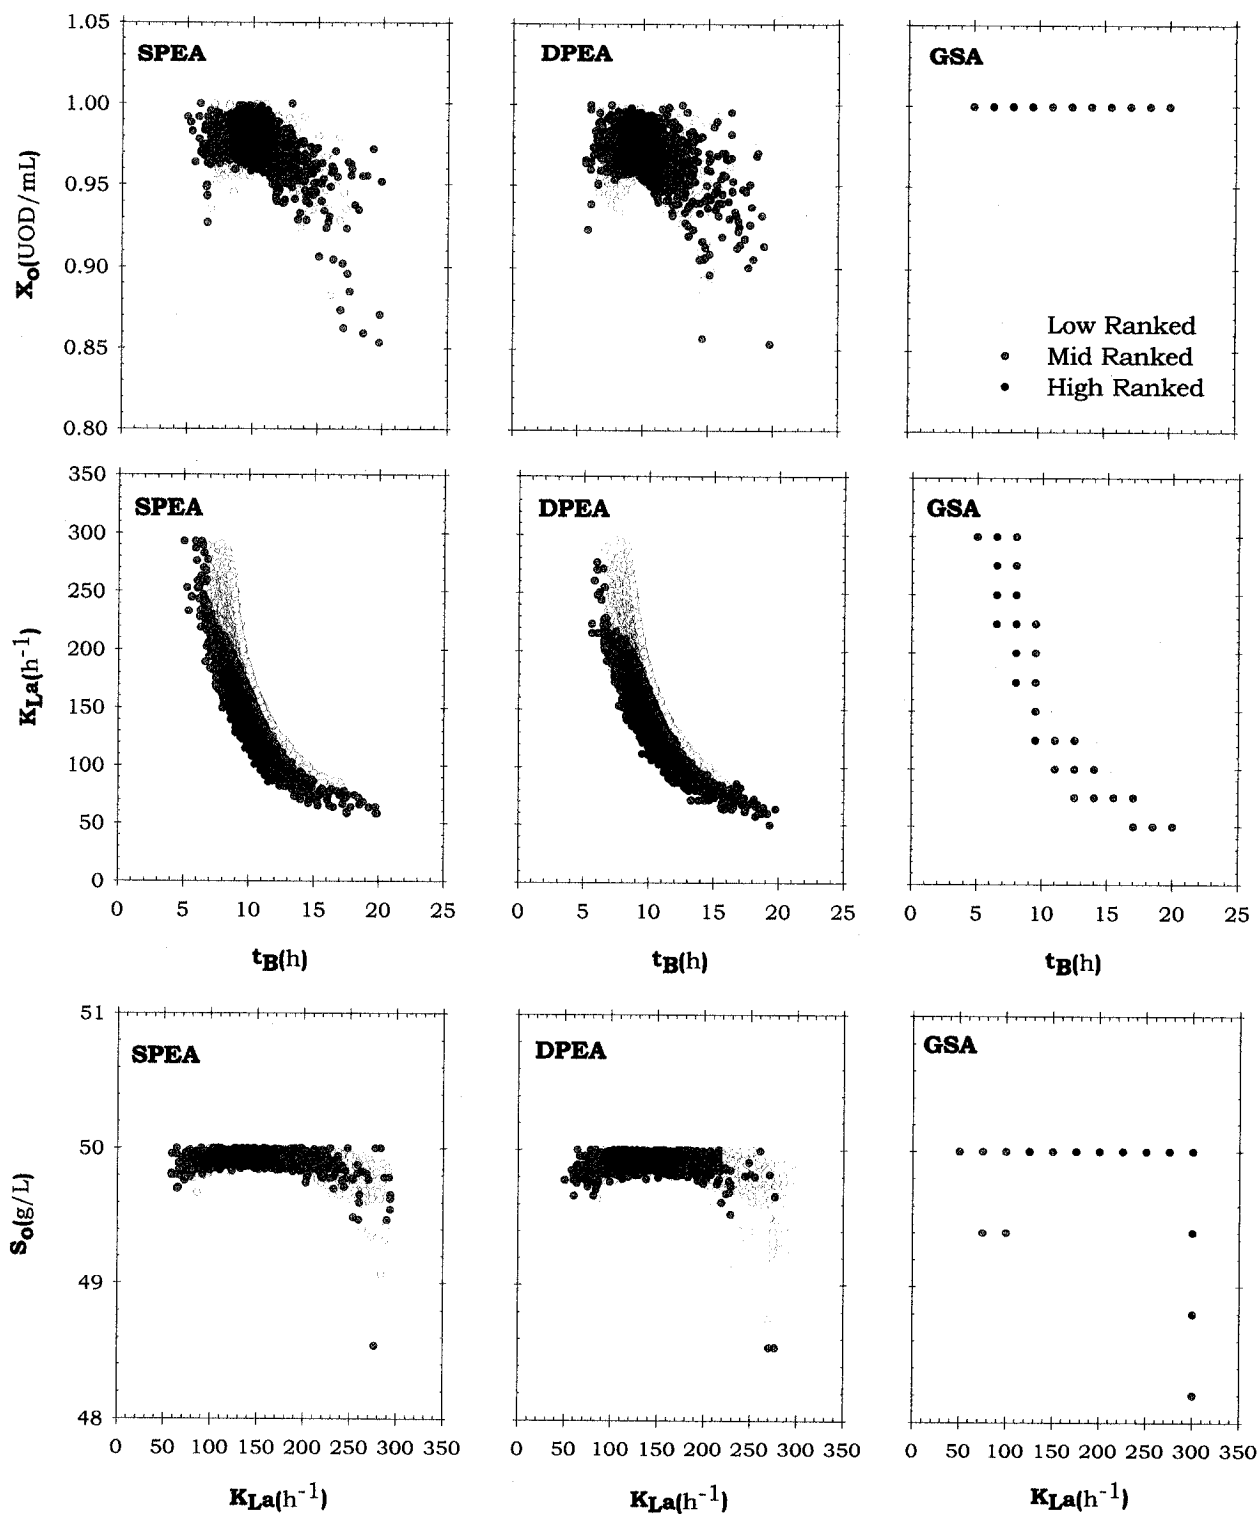 1.05
1.00
0.95
0.90
0.85
0.80
Xo(UOD/mL)
SPEA
DPEA
GSA
Low Ranked
Mid Ranked
High Ranked
350
300
250
200
150
100
50
0
KLa(h-1)
SPEA
DPEA
GSA
0 5 10 15 20 25
0 5 10 15 20 25
0 5 10 15 20 25
tB(h)
tB(h)
tB(h)
51
50
49
48
So(g/L)
SPEA
DPEA
GSA
0 50 100 150 200 250 300 350
0 50 100 150 200 250 300 350
0 50 100 150 200 250 300 350
KLa(h-1)
KLa(h-1)
KLa(h-1)